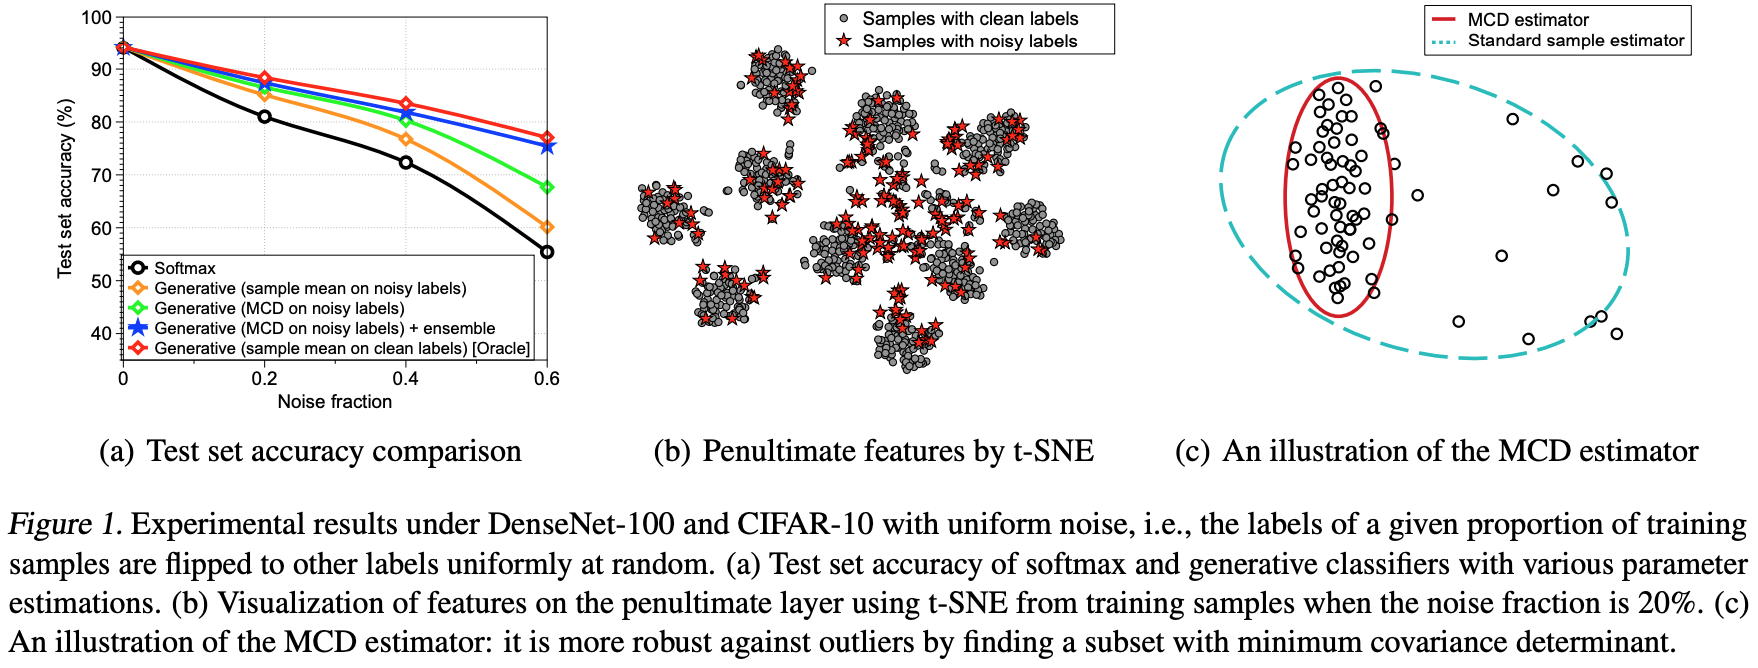 100
90
80
70
60
50
40
Test set accuracy (%)
Softmax
Generative (sample mean on noisy labels)
Generative (MCD on noisy labels)
Generative (MCD on noisy labels) + ensemble
Generative (sample mean on clean labels) [Oracle]
0 0.2 0.4 0.6
Noise fraction
Samples with clean labels
Samples with noisy labels
MCD estimator
Standard sample estimator
(a) Test set accuracy comparison
(b) Penultimate features by t-SNE
(c) An illustration of the MCD estimator
Figure 1. Experimental results under DenseNet-100 and CIFAR-10 with uniform noise, i.e., the labels of a given proportion of training
samples are flipped to other labels uniformly at random. (a) Test set accuracy of softmax and generative classifiers with various parameter
estimations. (b) Visualization of features on the penultimate layer using t-SNE from training samples when the noise fraction is 20%. (c)
An illustration of the MCD estimator: it is more robust against outliers by finding a subset with minimum covariance determinant.